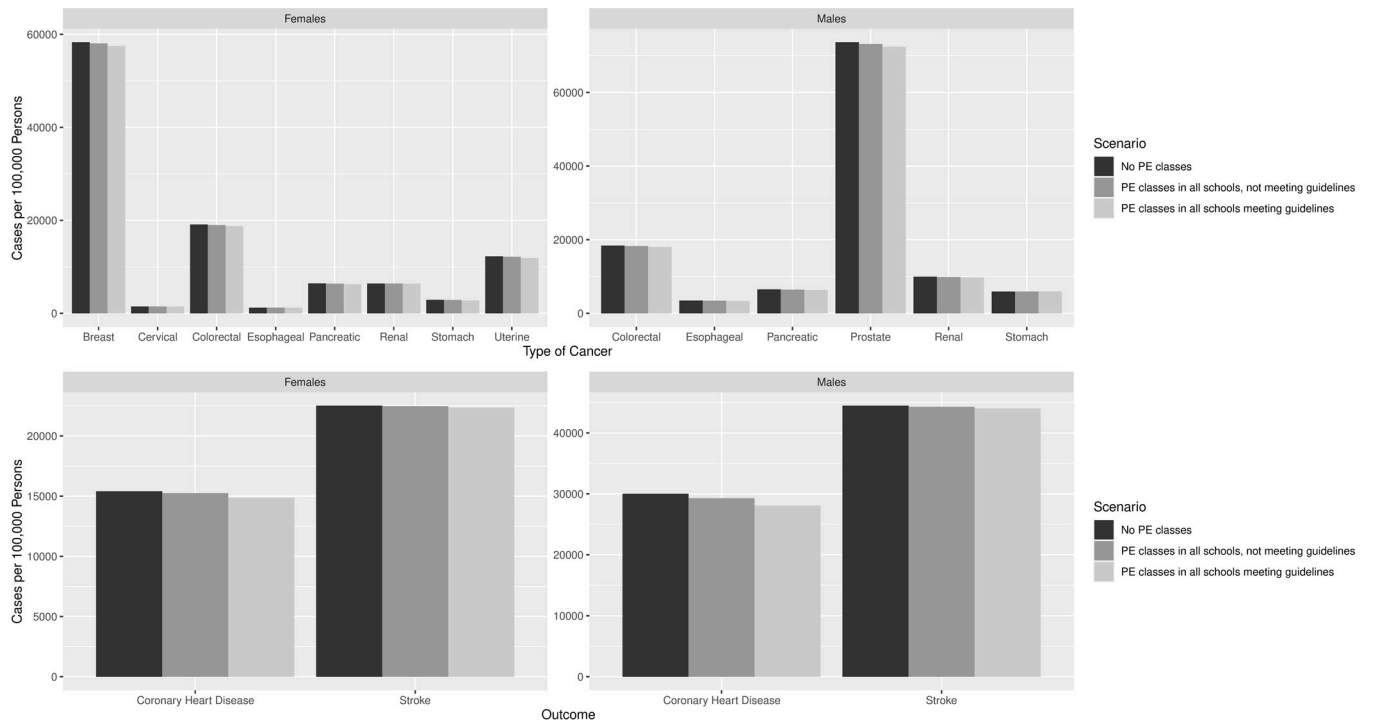 Females
Males
Cases per 100,000 Persons
60000
40000
20000
0
60000
40000
20000
0
Breast Cervical Colorectal Esophageal Pancreatic Renal Stomach Uterine
Colorectal Esophageal Pancreatic Prostate Renal Stomach
Type of Cancer
Scenario
No PE classes
PE classes in all schools, not meeting guidelines
PE classes in all schools meeting guidelines
Females
Males
Cases per 100,000 Persons
20000
15000
10000
5000
0
40000
30000
20000
10000
0
Coronary Heart Disease Stroke
Coronary Heart Disease Stroke
Outcome
Scenario
No PE classes
PE classes in all schools, not meeting guidelines
PE classes in all schools meeting guidelines